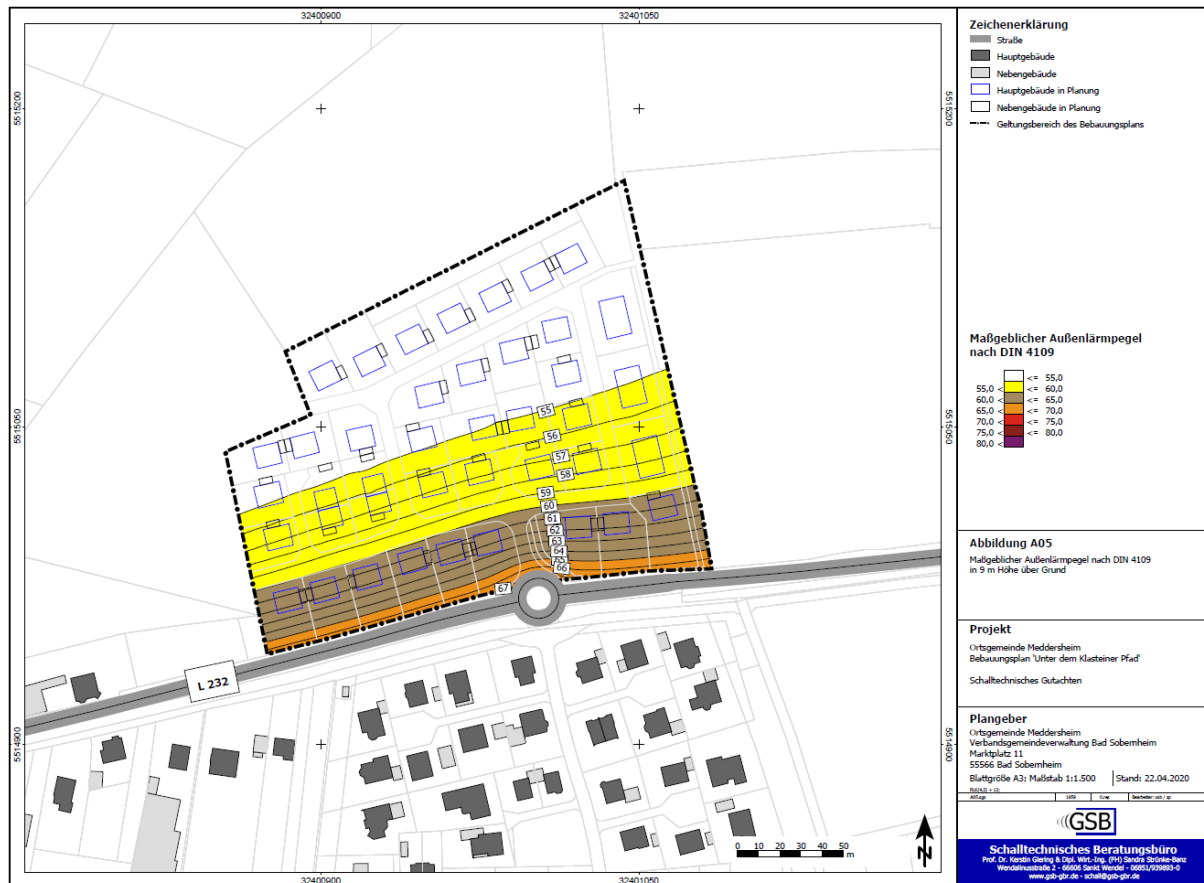 32400900
32401050
5515200
5515200
5515050
5515050
5514900
5514900
32400900
32401050
55
56
57
58
59
60
61
62
63
64
65
66
67
L 232
0 10 20 30 40 50
m
N
Zeichenerklärung
Straße
Hauptgebäude
Nebengebäude
Hauptgebäude in Planung
Nebengebäude in Planung
Geltungsbereich des Bebauungsplans
Maßgeblicher Außenlärmpegel
nach DIN 4109
<= 55,0
55,0 < <= 60,0
60,0 < <= 65,0
65,0 < <= 70,0
70,0 < <= 75,0
75,0 < <= 80,0
80,0 <
Abbildung A05
Maßgeblicher Außenlärmpegel nach DIN 4109
in 9 m Höhe über Grund
Projekt
Ortsgemeinde Meddersheim
Bebauungsplan 'Unter dem Klasteiner Pfad'
Schalltechnisches Gutachten
Plangeber
Ortsgemeinde Meddersheim
Verbandsgemeindeverwaltung Bad Sobernheim
Marktplatz 11
55566 Bad Sobernheim
Blattgröße A3; Maßstab 1:1.500 Stand: 22.04.2020
GSB
Schalltechnisches Beratungsbüro
Prof. Dr. Kerstin Giering & Dipl. Wirt.-Ing. (FH) Sandra Strünke-Banz
Wendalinusstraße 2 - 66606 Sankt Wendel - 06851/939893-0
www.gsb-gbr.de - schall@gsb-gbr.de